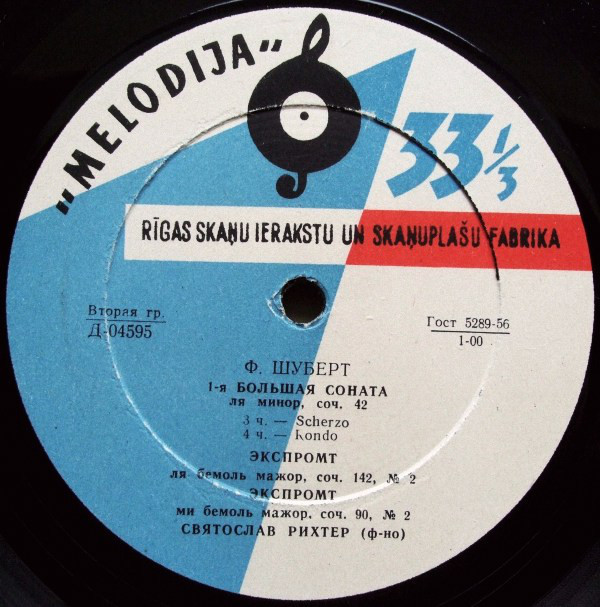 „MELODIJA”
33 1/3
RĪGAS SKAŅU IERAKSTU UN SKAŅUPLAŠU FABRIKA
Вторая гр.
Д-04595
Гост 5289-56
1-00
Ф. ШУБЕРТ
1-я БОЛЬШАЯ СОНАТА
ля минор, соч. 42
3 ч. — Scherzo
4 ч. — Rondo
ЭКСПРОМТ
ля бемоль мажор, соч. 142, № 2
ЭКСПРОМТ
ми бемоль мажор, соч. 90, № 2
СВЯТОСЛАВ РИХТЕР (ф-но)